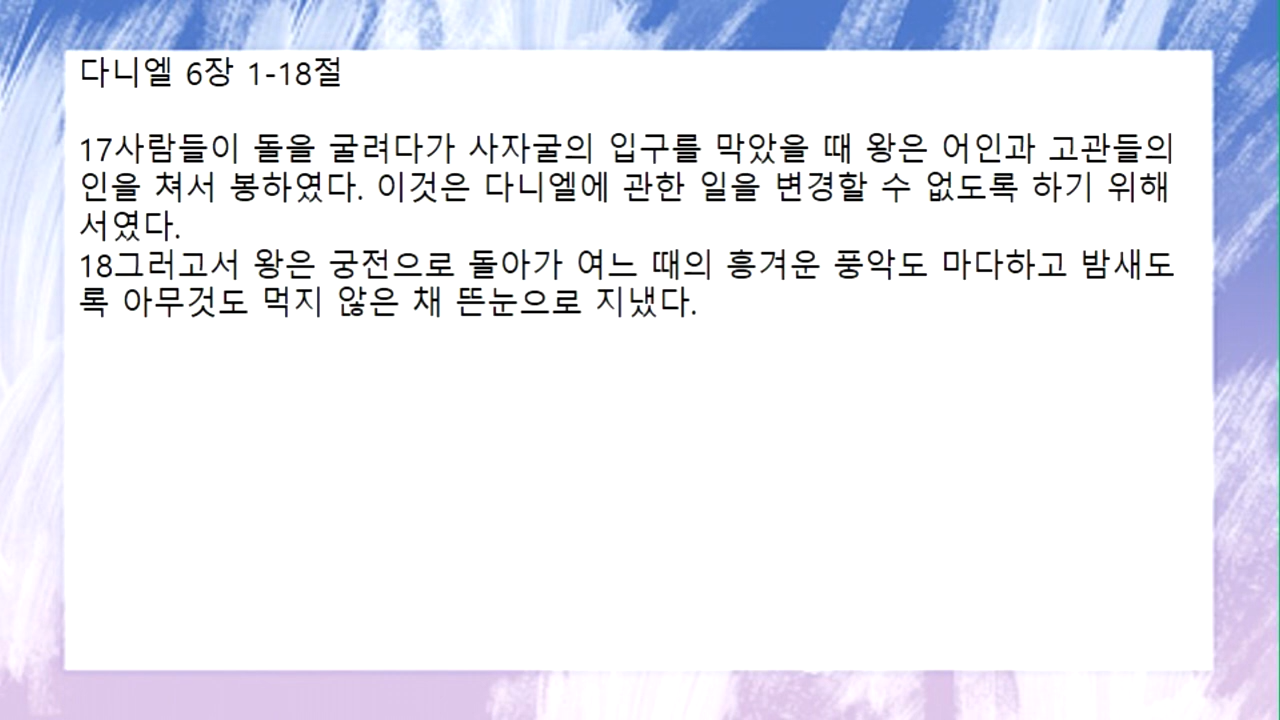 다니엘 6장 1-18절
17사람들이 돌을 굴려다가 사자굴의 입구를 막았을 때 왕은 어인과 고관들의
인을 쳐서 봉하였다. 이것은 다니엘에 관한 일을 변경할 수 없도록 하기 위해
서였다.
18그러고서 왕은 궁전으로 돌아가 여느 때의 흥겨운 풍악도 마다하고 밤새도
록 아무것도 먹지 않은 채 뜬눈으로 지냈다.